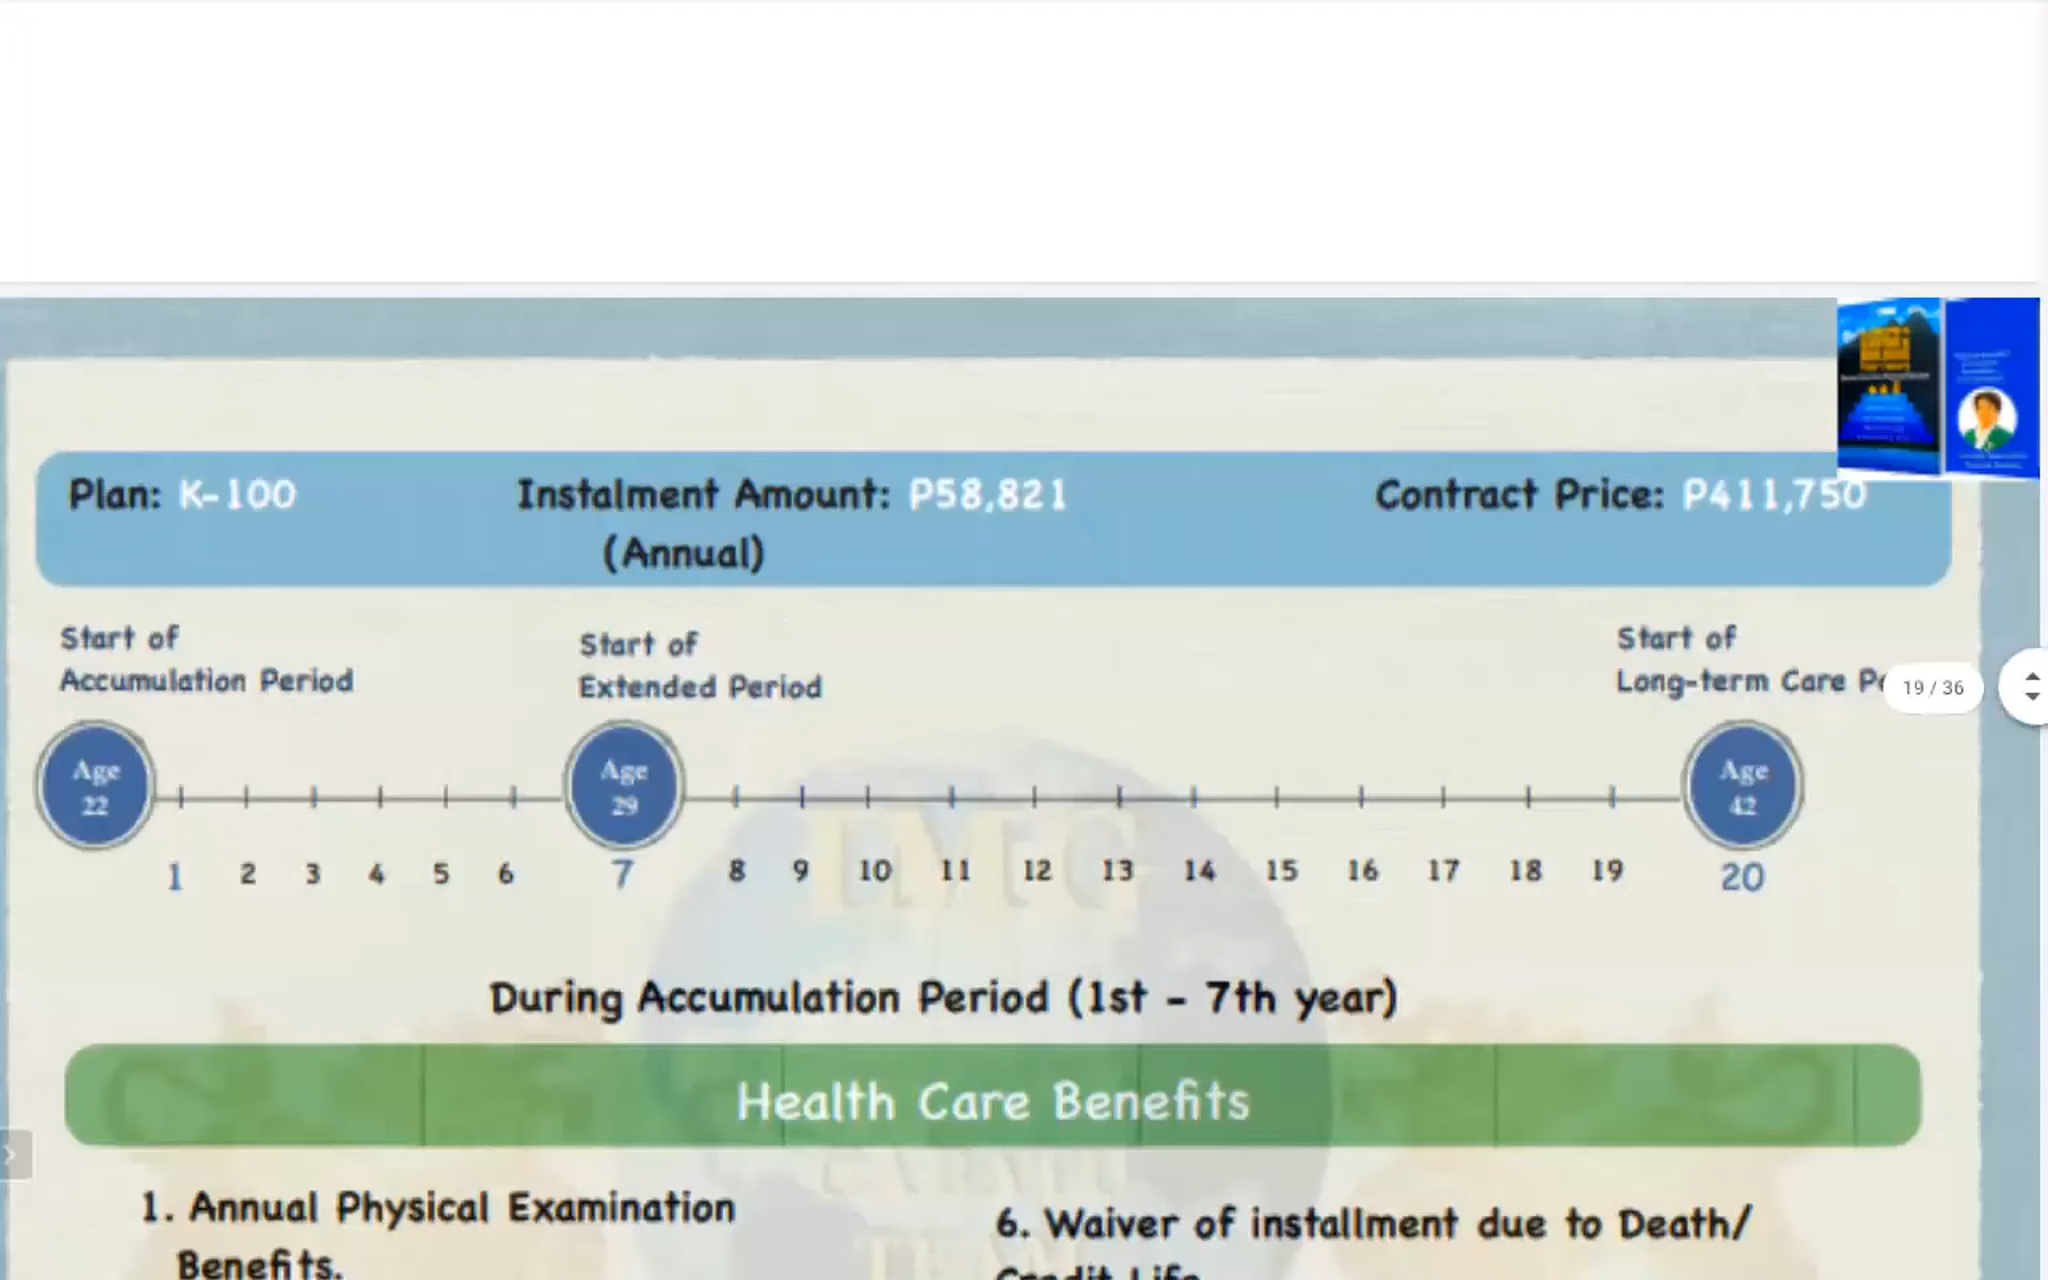 Plan: K-100
Instalment Amount: P58,821
(Annual)
Contract Price: P411,750
Start of
Accumulation Period
Start of
Extended Period
Start of
Long-term Care
19 / 36
Age
22
Age
29
Age
42
1 2 3 4 5 6 7 8 9 10 11 12 13 14 15 16 17 18 19 20
During Accumulation Period (1st - 7th year)
Health Care Benefits
1. Annual Physical Examination
Benefits.
6. Waiver of installment due to Death/
Credit Life